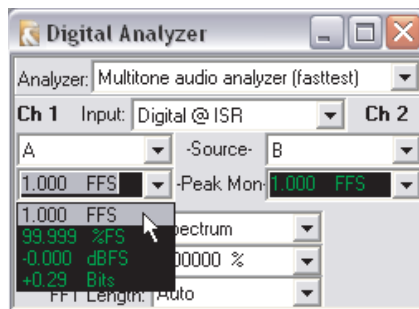 Digital Analyzer
Analyzer: Multitone audio analyzer (fasttest)
Ch 1 Input: Digital @ ISR Ch 2
A -Source- B
1.000 FFS -Peak Mon- 1.000 FFS
1.000 FFS
99.999 %FS pectrum
-0.000 dBFS 00000 %
+0.29 Bits
FFT Length: Auto